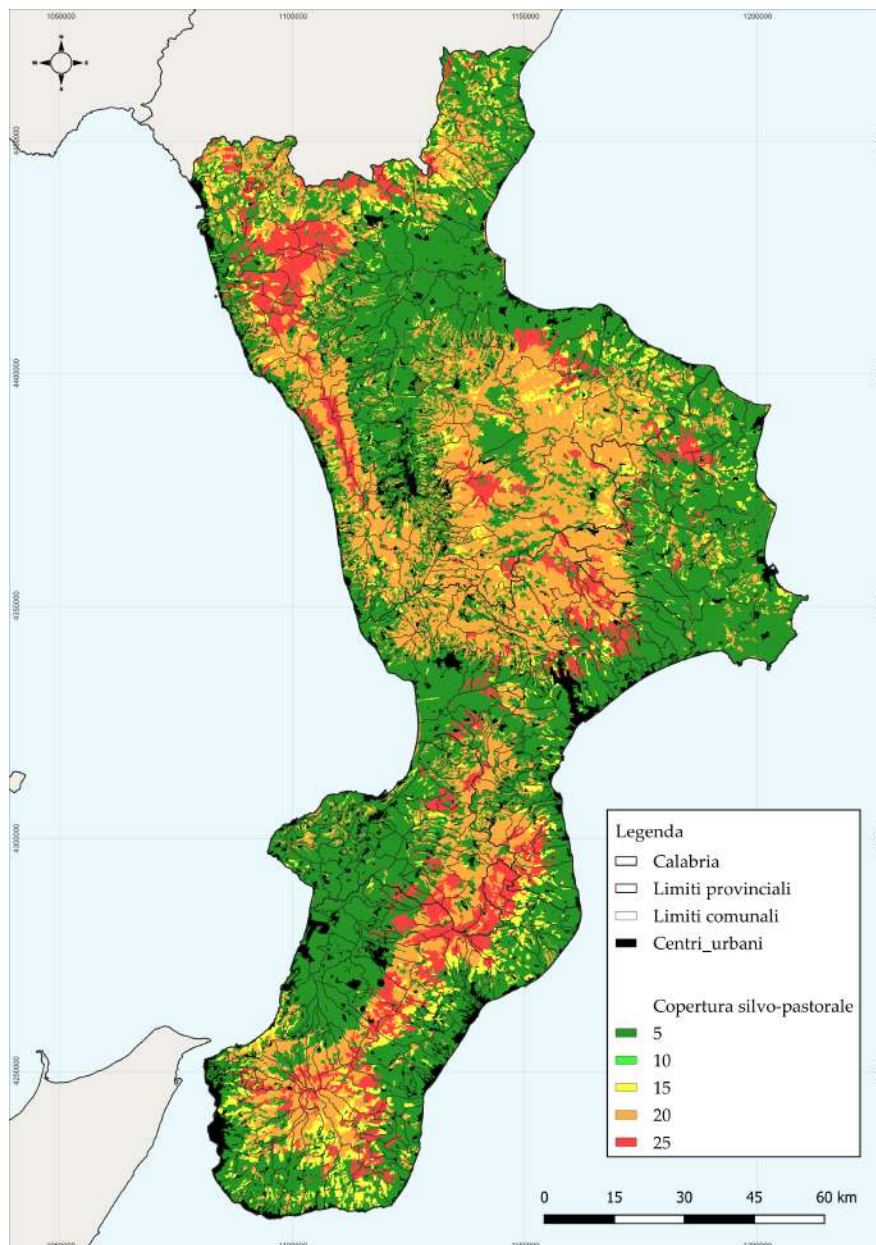 1050000 1100000 1150000 1200000
N
W E
S
4400000
4350000
4300000
4250000
Legenda
Calabria
Limiti provinciali
Limiti comunali
Centri_urbani
Copertura silvo-pastorale
5
10
15
20
25
0 15 30 45 60 km